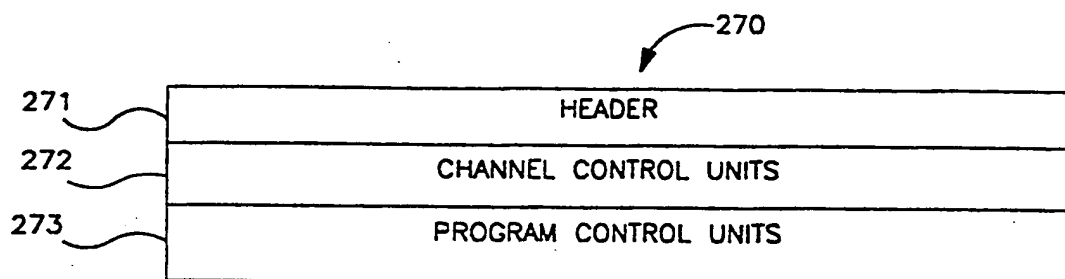 270
271
HEADER
272
CHANNEL CONTROL UNITS
273
PROGRAM CONTROL UNITS